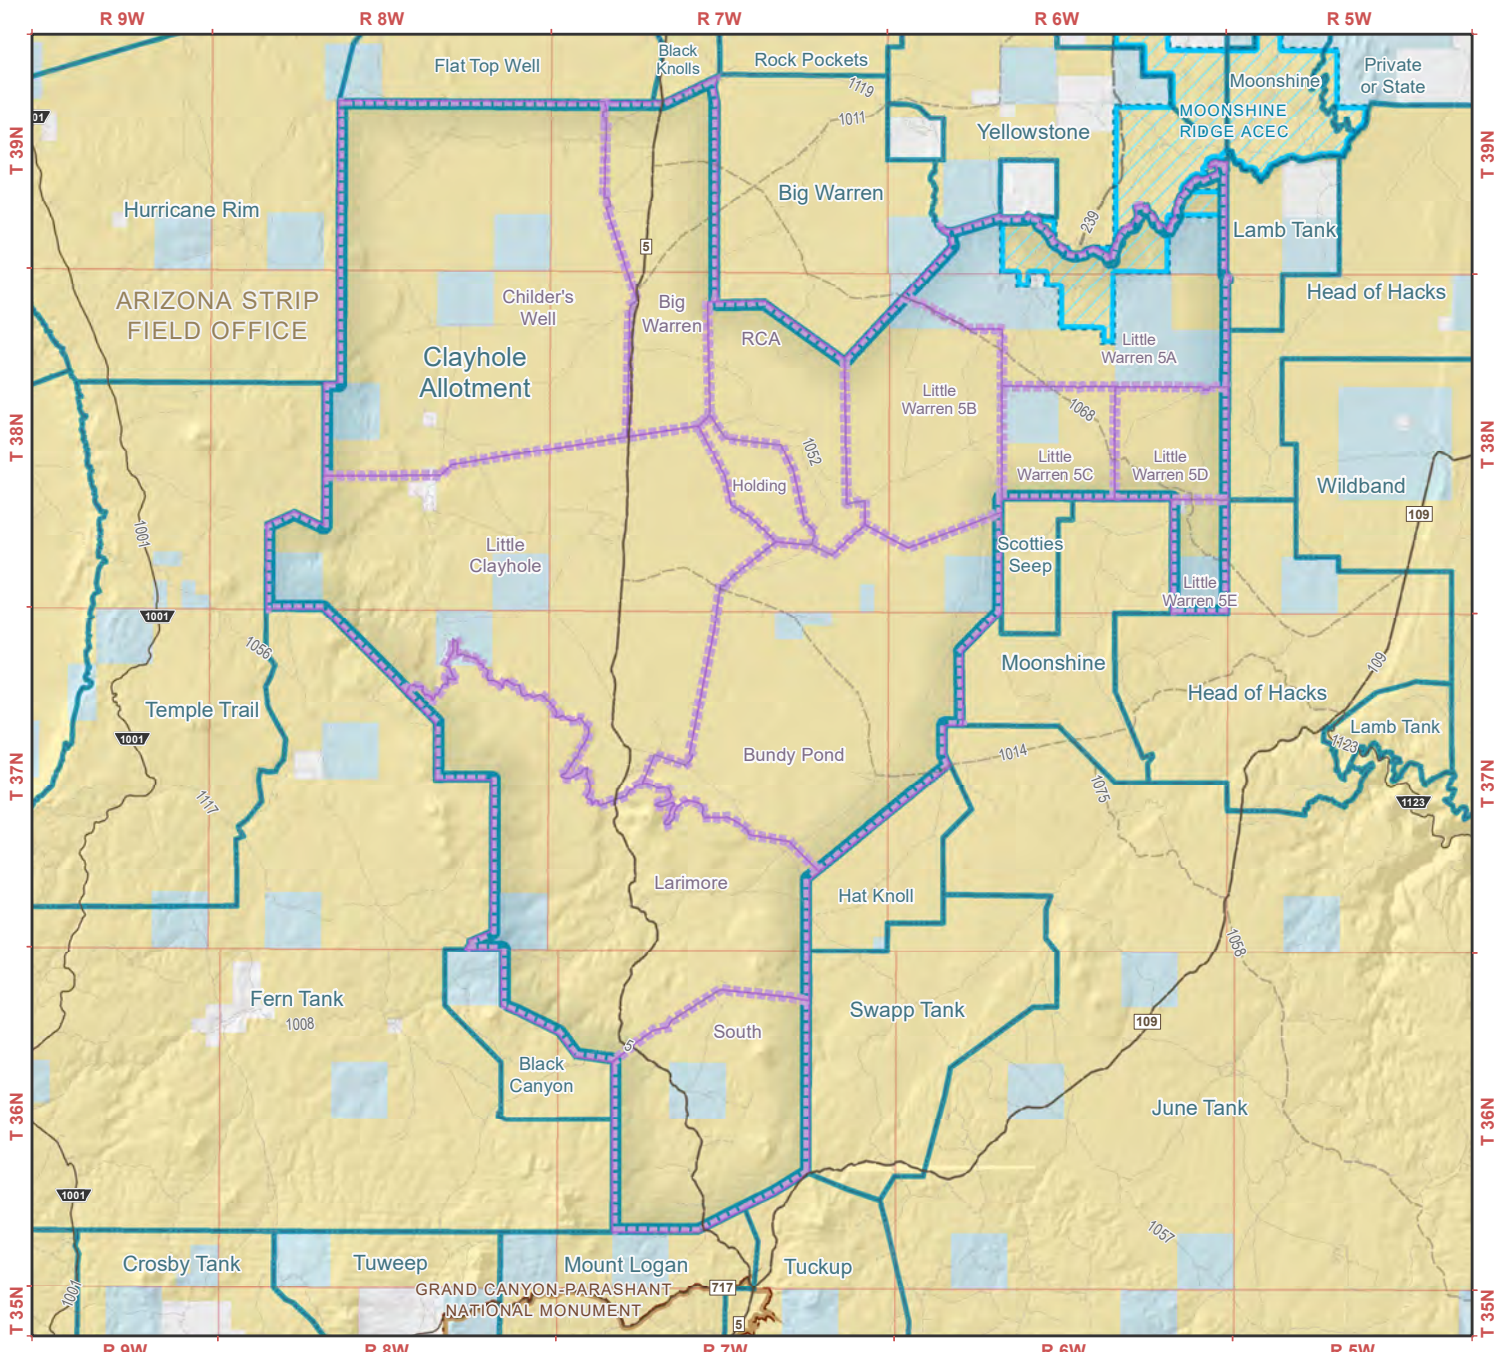 R 9W
R 8W
R 7W
R 6W
R 5W
T 39N
T 38N
T 37N
T 36N
T 35N
T 39N
T 38N
T 37N
T 36N
T 35N
Flat Top Well
Black
Knolls
Rock Pockets
1119
1011
Moonshine
Private
or State
MOONSHINE
RIDGE ACEC
Yellowstone
01
Hurricane Rim
Big Warren
239
Lamb Tank
5
ARIZONA STRIP
FIELD OFFICE
Childer's
Well
Big
Warren
RCA
Head of Hacks
Little
Warren 5A
Clayhole
Allotment
Little
Warren 5B
1068
1052
Holding
Little
Warren 5C
Little
Warren 5D
Wildband
109
1001
Little
Clayhole
Scotties
Seep
Little
Warren 5E
1001
1056
Moonshine
109
Head of Hacks
Temple Trail
1001
Lamb Tank
1123
Bundy Pond
1014
1075
1117
1123
Larimore
Hat Knoll
1058
Fern Tank
1008
Swapp Tank
South
5
109
Black
Canyon
June Tank
1001
1057
Crosby Tank
Tuweep
Mount Logan
Tuckup
GRAND CANYON-PARASHANT
NATIONAL MONUMENT
717
5
1001
R 9W
R 8W
R 7W
R 6W
R 5W